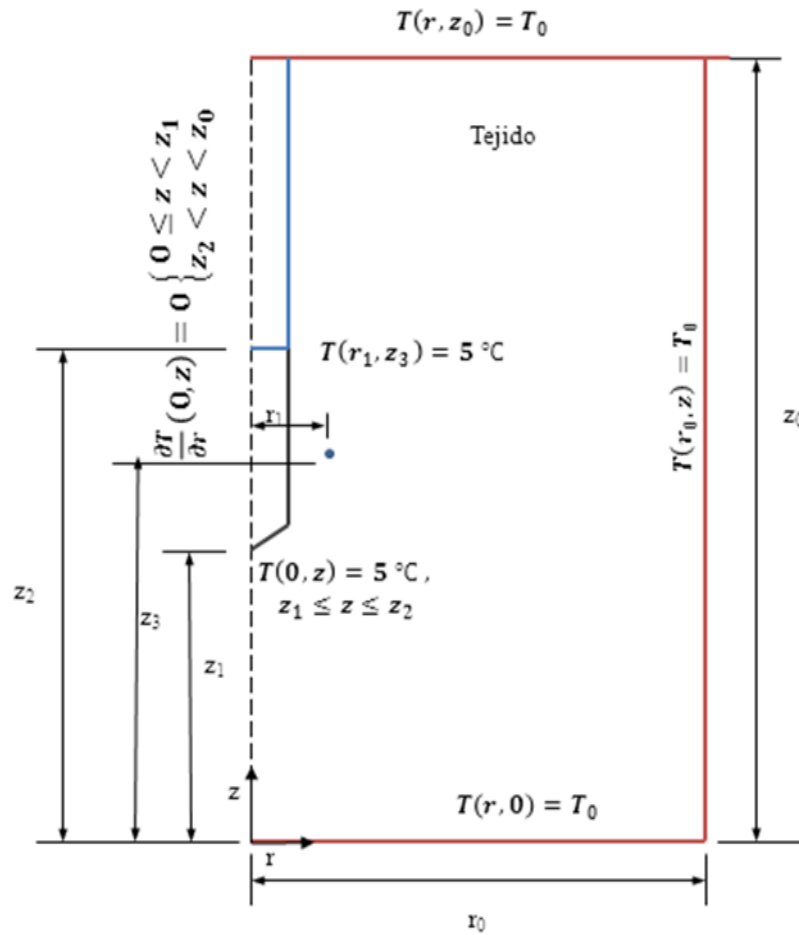 T(r, z₀) = T₀
Tejido
∂T/∂r (0, z) = 0 { 0 ≤ z < z₁
z₂ < z < z₀
T(r₁, z₃) = 5 °C
r₁
T(r₀, z) = T₀
z₀
T(0, z) = 5 °C ,
z₁ ≤ z ≤ z₂
z₂
z₃
z₁
z
T(r, 0) = T₀
r
r₀